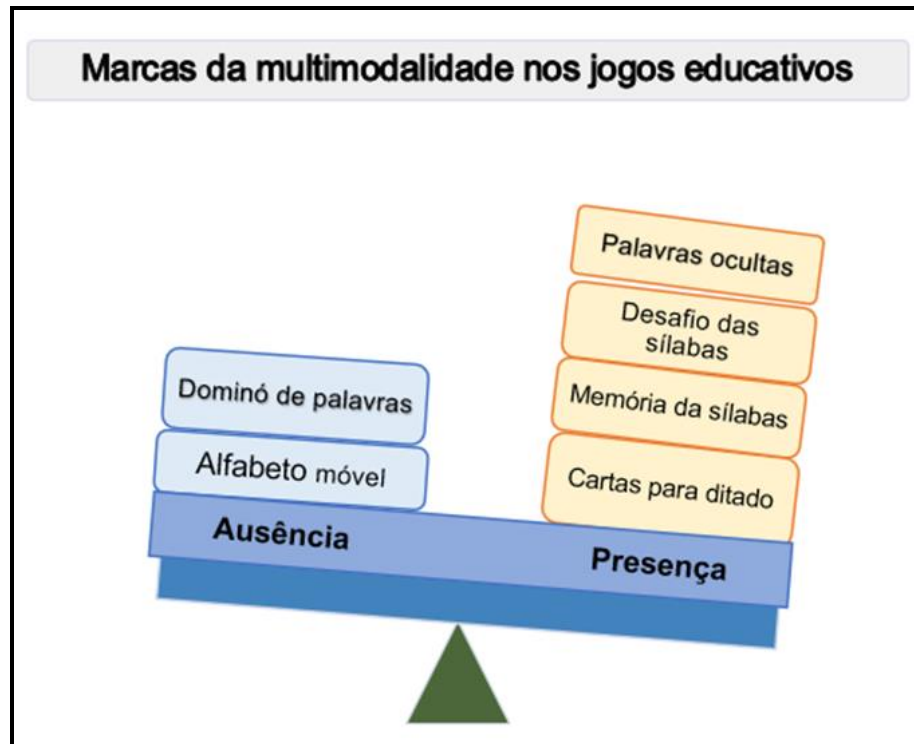 Marcas da multimodalidade nos jogos educativos
Palavras ocultas
Desafio das
sílabas
Memória da sílabas
Cartas para ditado
Presença
Dominó de palavras
Alfabeto móvel
Ausência